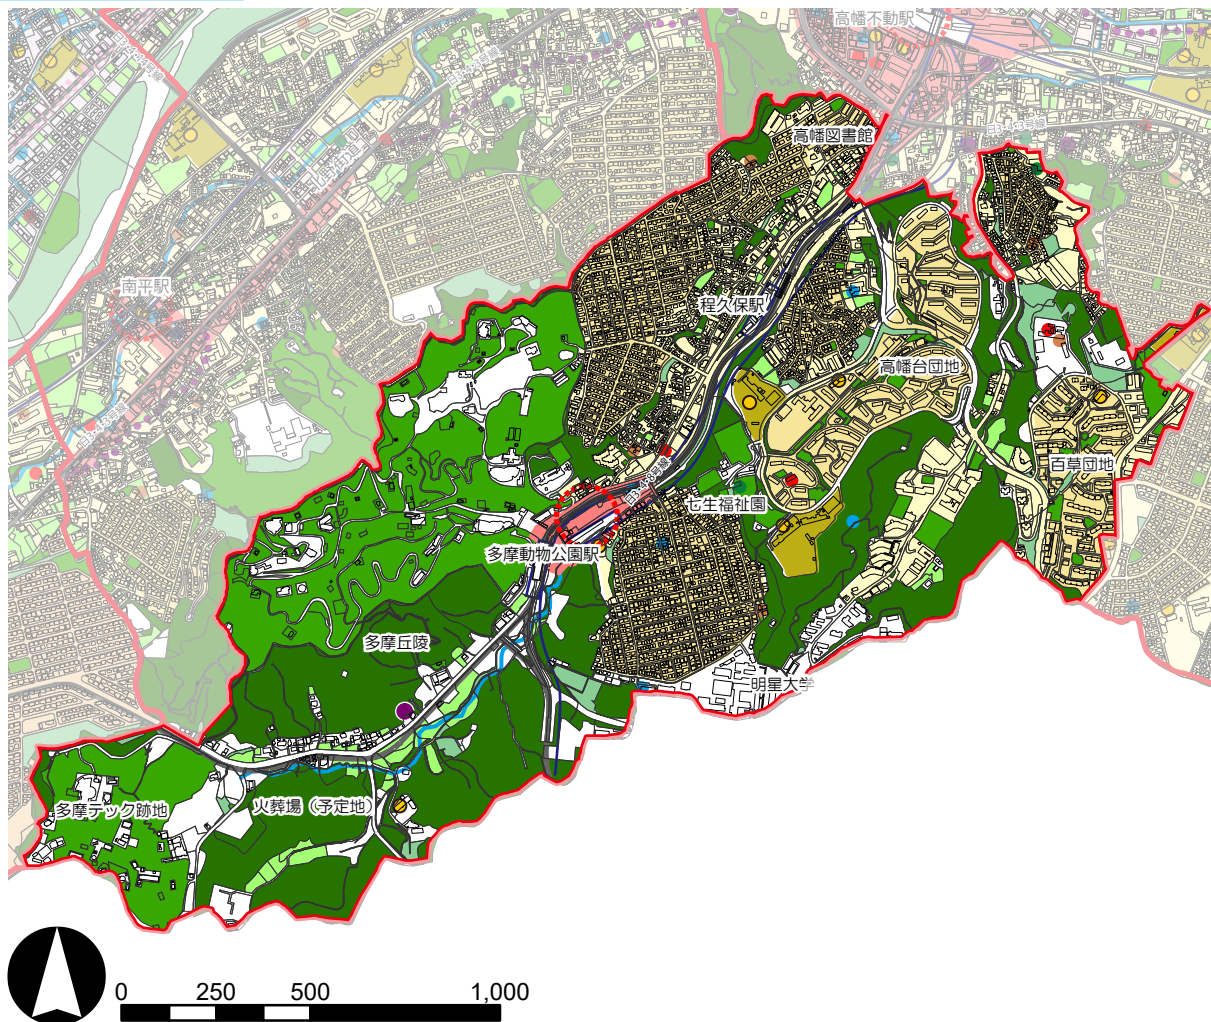 高幡不動駅
高幡図書館
南平駅
程久保駅
高幡台団地
百草団地
七生福祉園
多摩動物公園駅
多摩丘陵
明星大学
多摩テック跡地
火葬場（予定地）
0 250 500 1,000